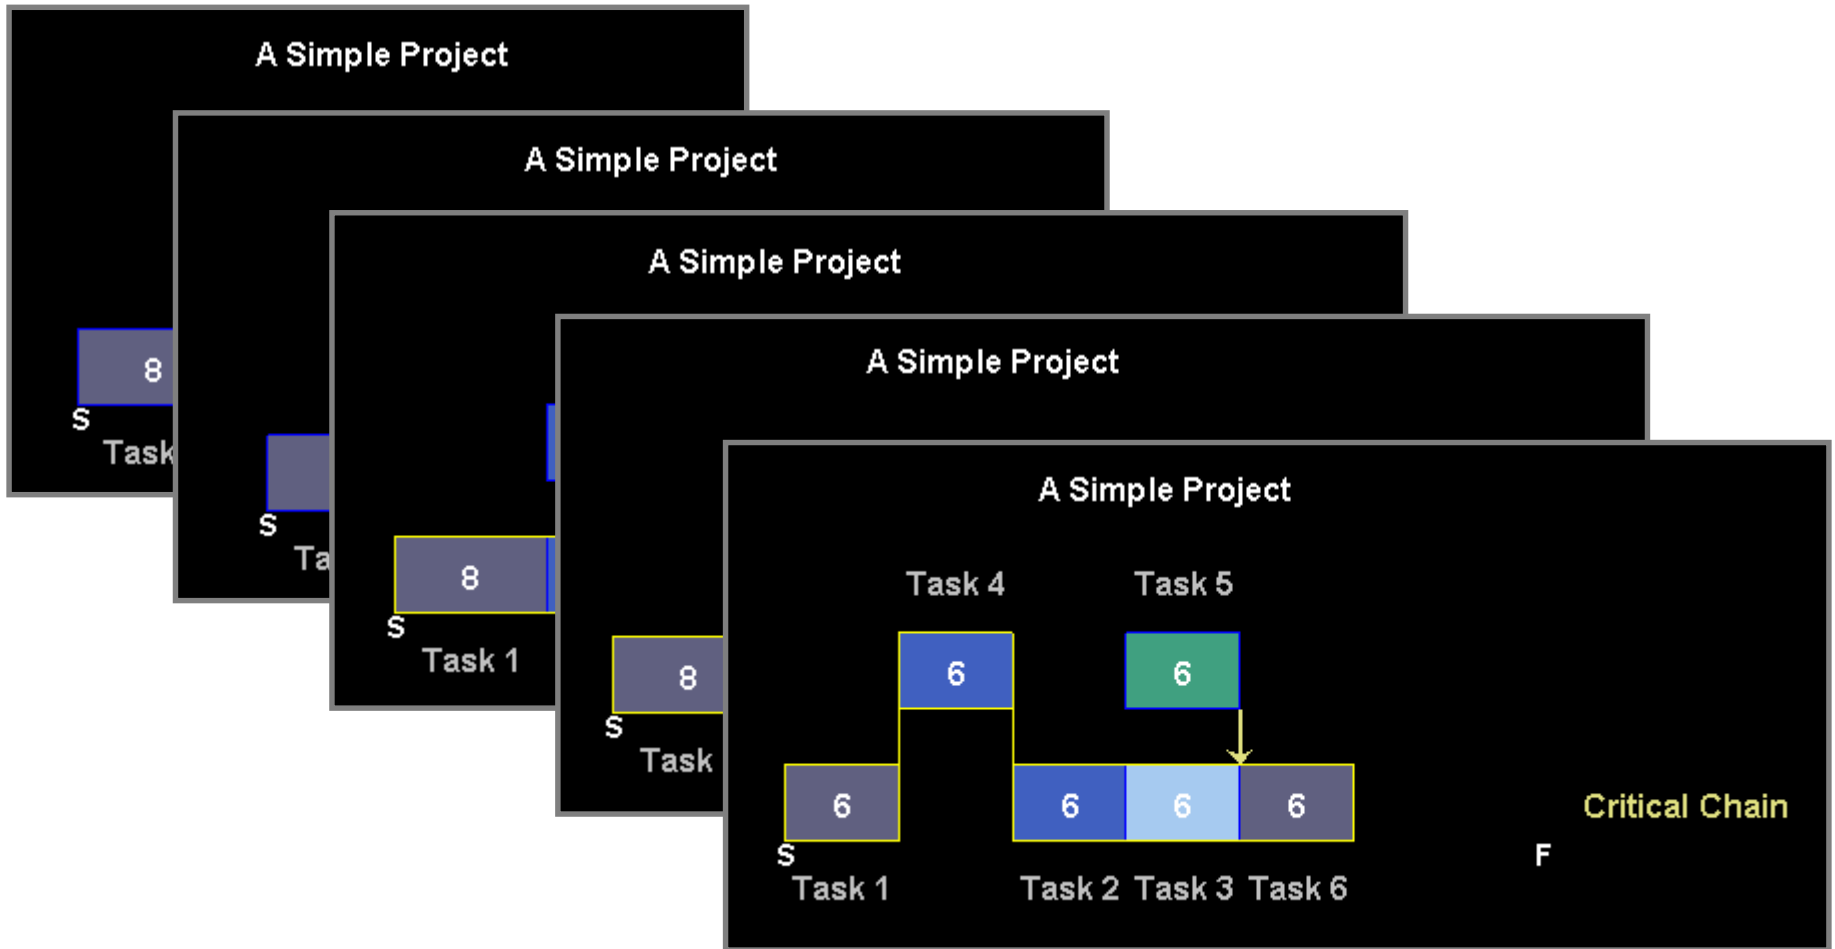 A Simple Project
8
S
Task
A Simple Project
S
Ta
A Simple Project
8
S
Task 1
A Simple Project
8
S
Task
A Simple Project
Task 4 Task 5
6 6
6 6 6 6
Critical Chain
S F
Task 1 Task 2 Task 3 Task 6